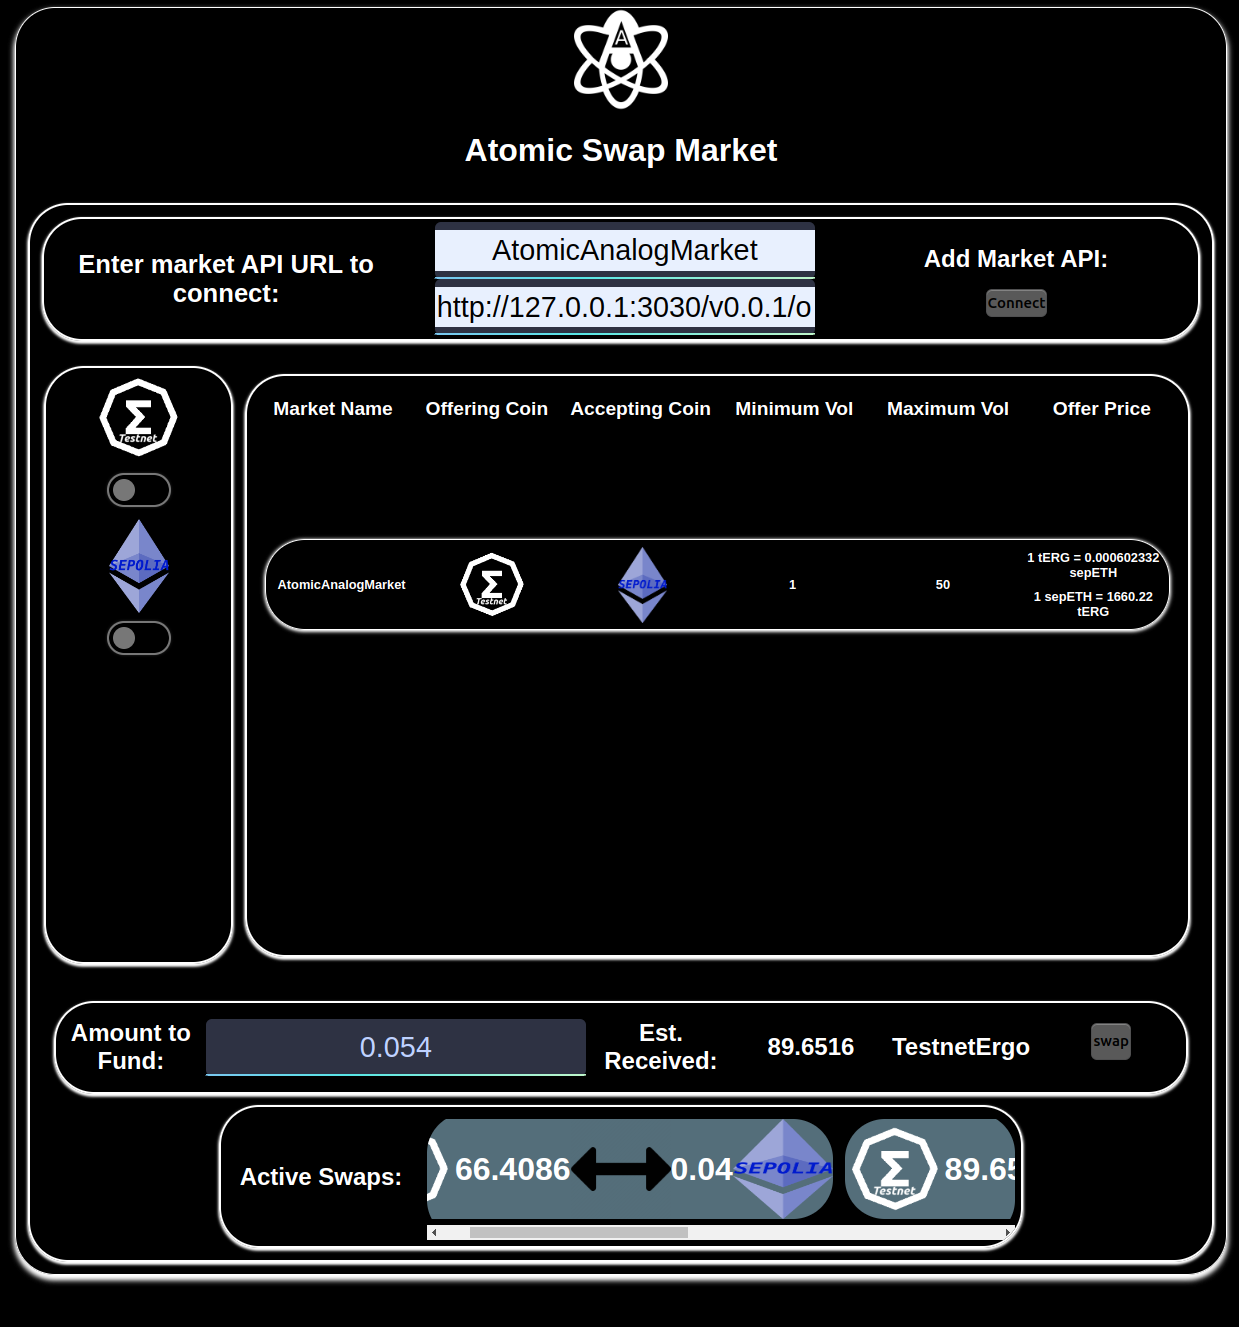 A
Atomic Swap Market
Enter market API URL to
connect:
AtomicAnalogMarket
http://127.0.0.1:3030/v0.0.1/o
Add Market API:
Connect
Σ
Testnet
SEPOLIA
Market Name Offering Coin Accepting Coin Minimum Vol Maximum Vol Offer Price
AtomicAnalogMarket
Σ
Testnet
SEPOLIA
1
50
1 tERG = 0.000602332
sepETH
1 sepETH = 1660.22
tERG
Amount to
Fund:
0.054
Est.
Received:
89.6516
TestnetErgo
swap
Active Swaps:
66.4086
0.04
SEPOLIA
Σ
Testnet
89.65